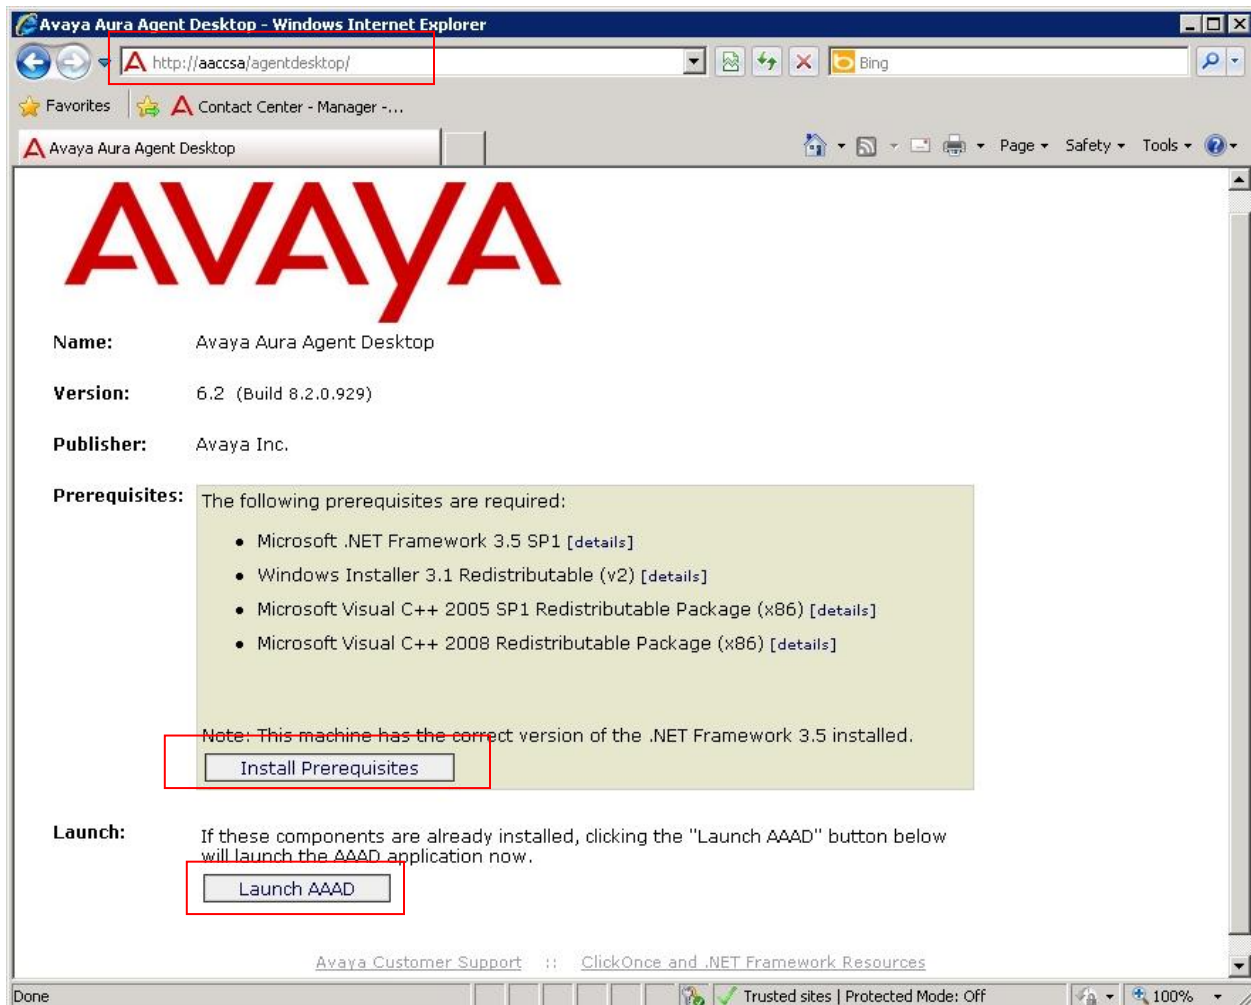 Avaya Aura Agent Desktop - Windows Internet Explorer
http://aaccsa/agentdesktop/
Bing
Favorites
Contact Center - Manager -...
Avaya Aura Agent Desktop
Page
Safety
Tools
AVAYA
Name: Avaya Aura Agent Desktop
Version: 6.2 (Build 8.2.0.929)
Publisher: Avaya Inc.
Prerequisites: The following prerequisites are required:
• Microsoft .NET Framework 3.5 SP1 [details]
• Windows Installer 3.1 Redistributable (v2) [details]
• Microsoft Visual C++ 2005 SP1 Redistributable Package (x86) [details]
• Microsoft Visual C++ 2008 Redistributable Package (x86) [details]
Note: This machine has the correct version of the .NET Framework 3.5 installed.
Install Prerequisites
Launch: If these components are already installed, clicking the "Launch AAAD" button below
will launch the AAAD application now.
Launch AAAD
Avaya Customer Support :: ClickOnce and .NET Framework Resources
Done
Trusted sites | Protected Mode: Off
100%